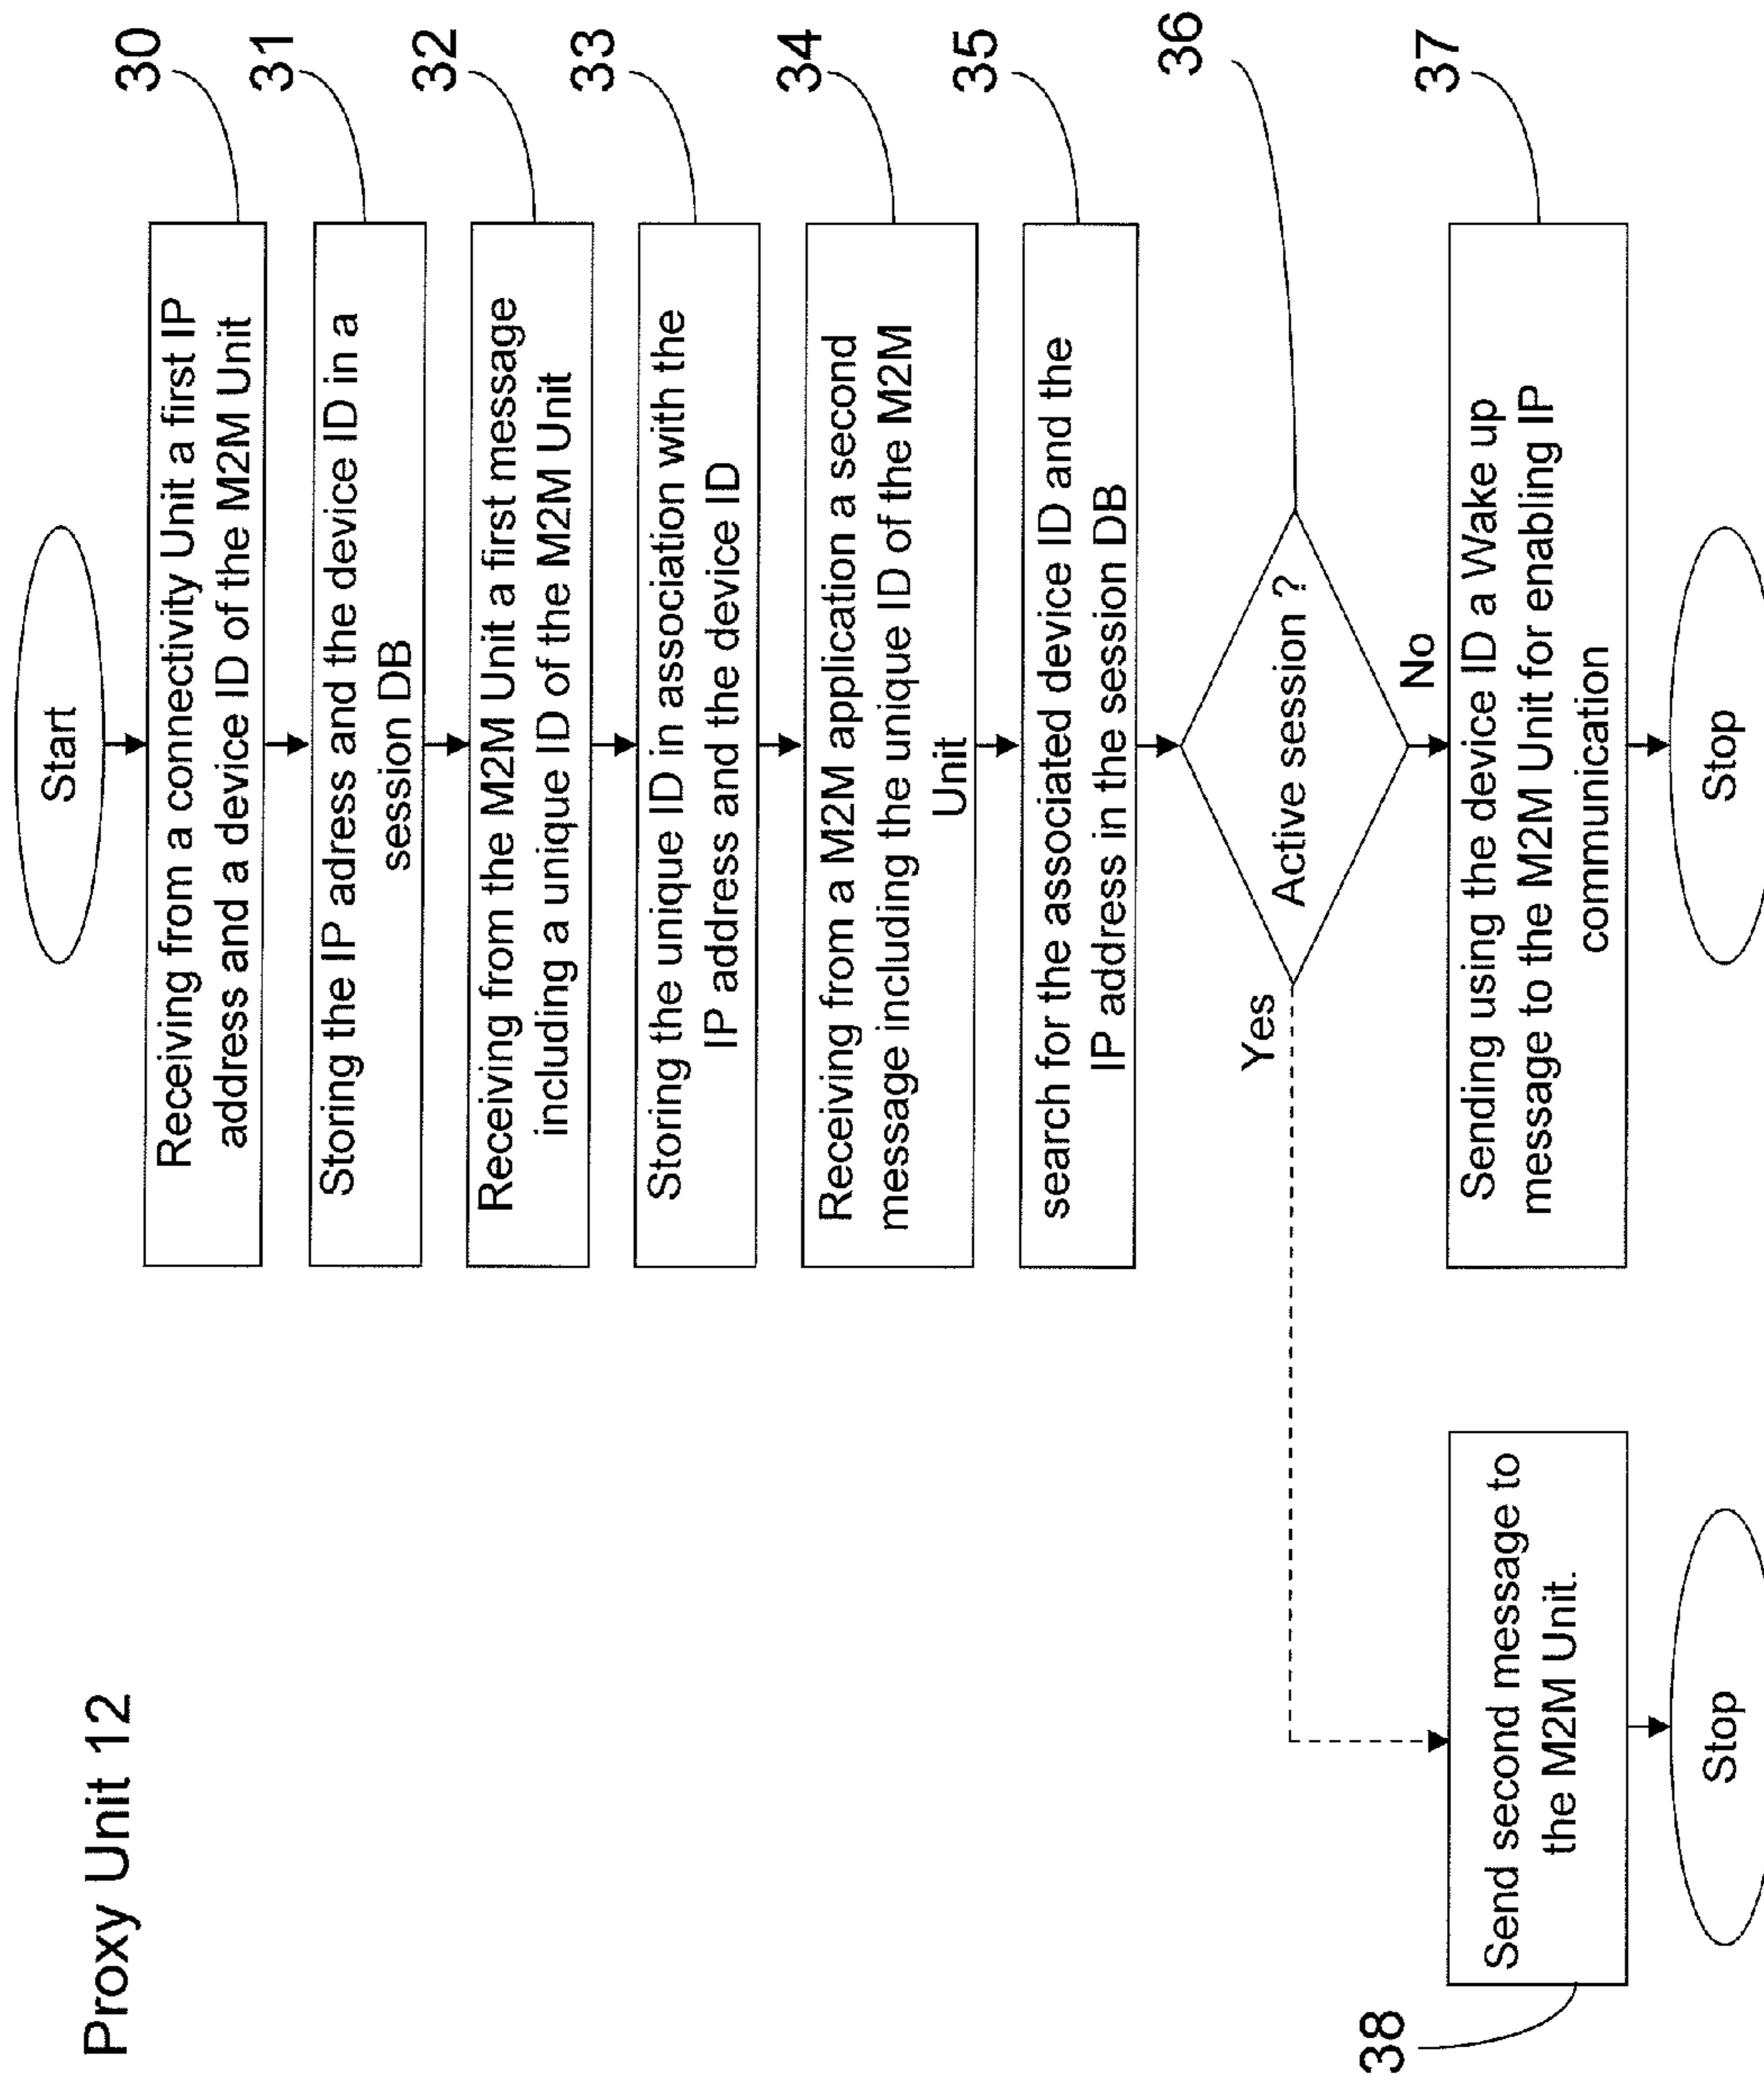 Proxy Unit 12
Start
Receiving from a connectivity Unit a first IP
address and a device ID of the M2M Unit
30
Storing the IP adress and the device ID in a
session DB
31
Receiving from the M2M Unit a first message
including a unique ID of the M2M Unit
32
Storing the unique ID in association with the
IP address and the device ID
33
Receiving from a M2M application a second
message including the unique ID of the M2M
Unit
34
search for the associated device ID and the
IP address in the session DB
35
Active session ?
36
Yes
No
Sending using the device ID a Wake up
message to the M2M Unit for enabling IP
communication
37
Stop
Send second message to
the M2M Unit.
38
Stop